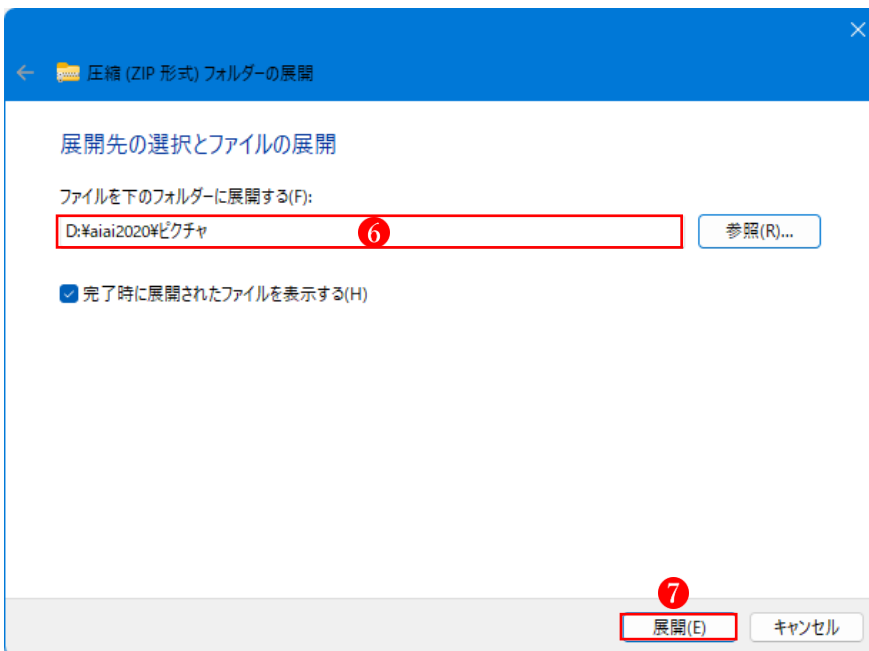 圧縮 (ZIP 形式) フォルダーの展開
展開先の選択とファイルの展開
ファイルを下のフォルダーに展開する(F):
D:¥aiai2020¥ピクチャ
6
参照(R)...
完了時に展開されたファイルを表示する(H)
7
展開(E)
キャンセル